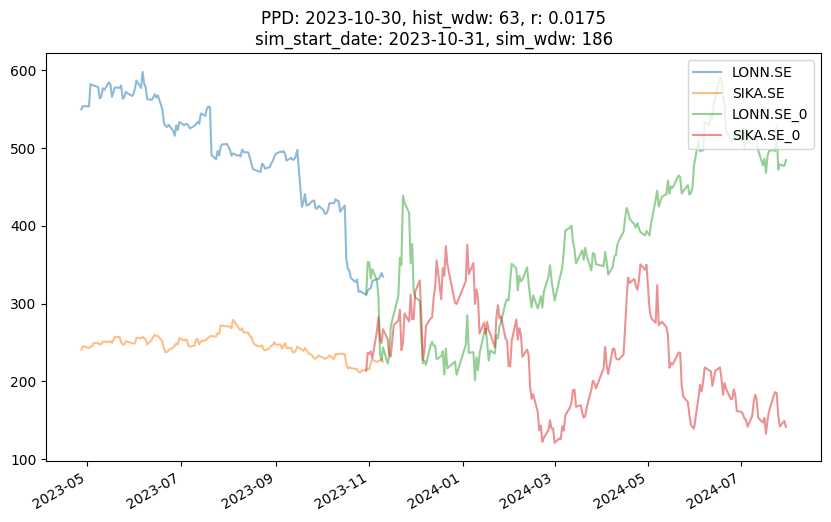 PPD: 2023-10-30, hist_wdw: 63, r: 0.0175
sim_start_date: 2023-10-31, sim_wdw: 186
LONN.SE
SIKA.SE
LONN.SE_0
SIKA.SE_0
600
500
400
300
200
100
2023-05
2023-07
2023-09
2023-11
2024-01
2024-03
2024-05
2024-07